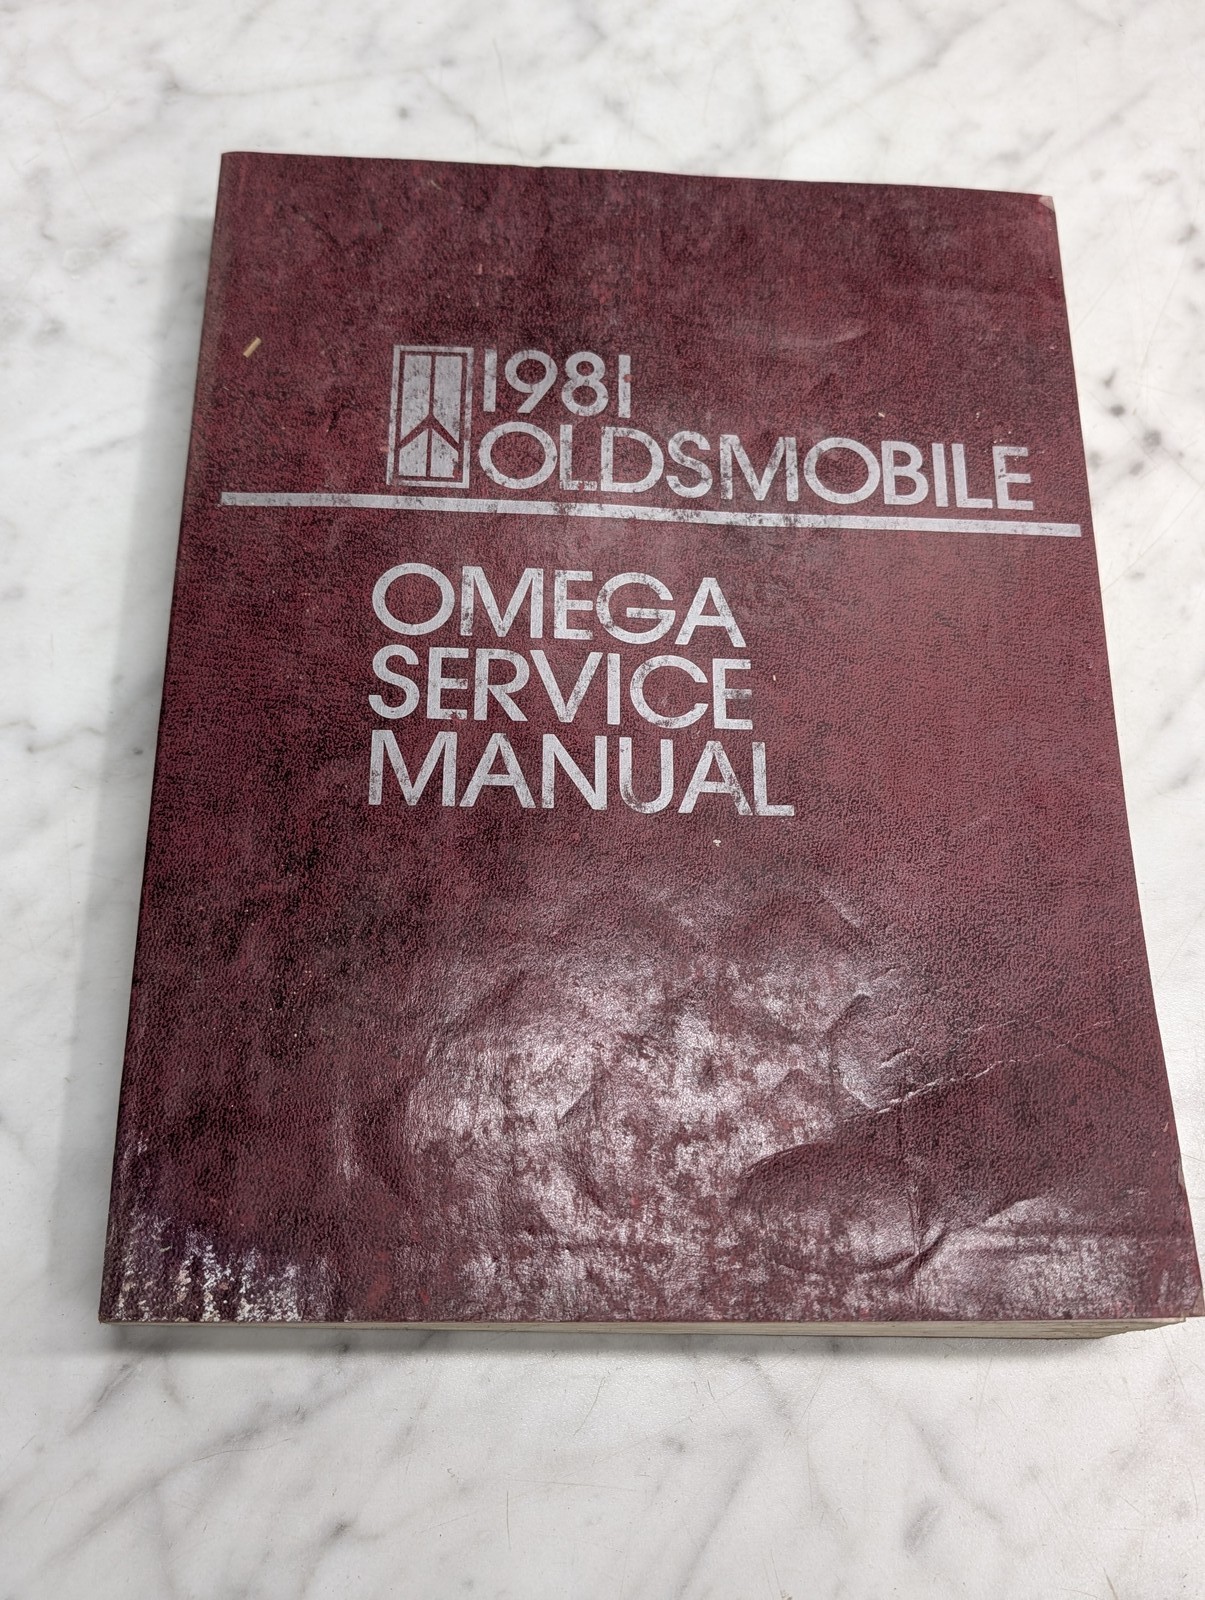 1981
OLDSMOBILE
OMEGA
SERVICE
MANUAL